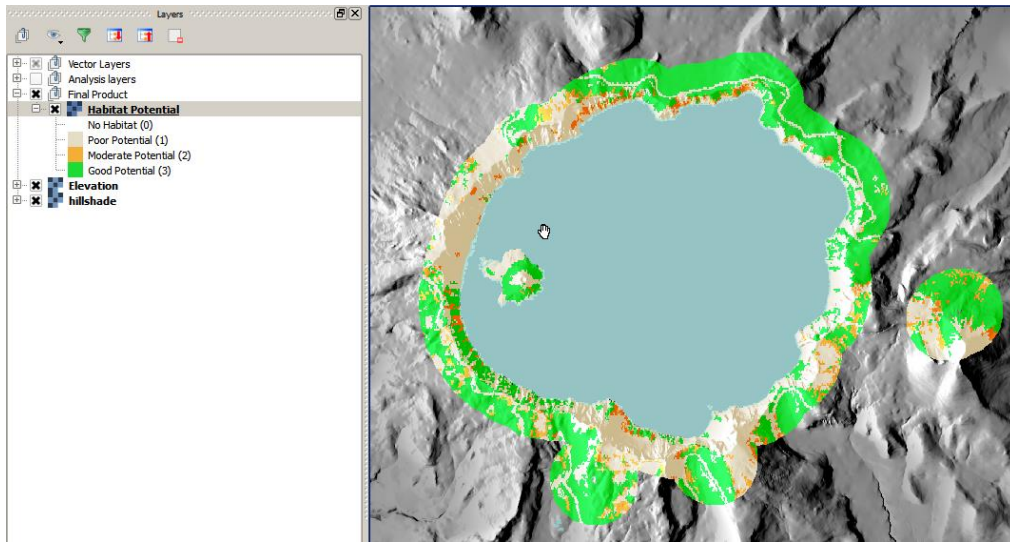 Layers
Vector Layers
Analysis layers
Final Product
Habitat Potential
No Habitat (0)
Poor Potential (1)
Moderate Potential (2)
Good Potential (3)
Elevation
hillshade